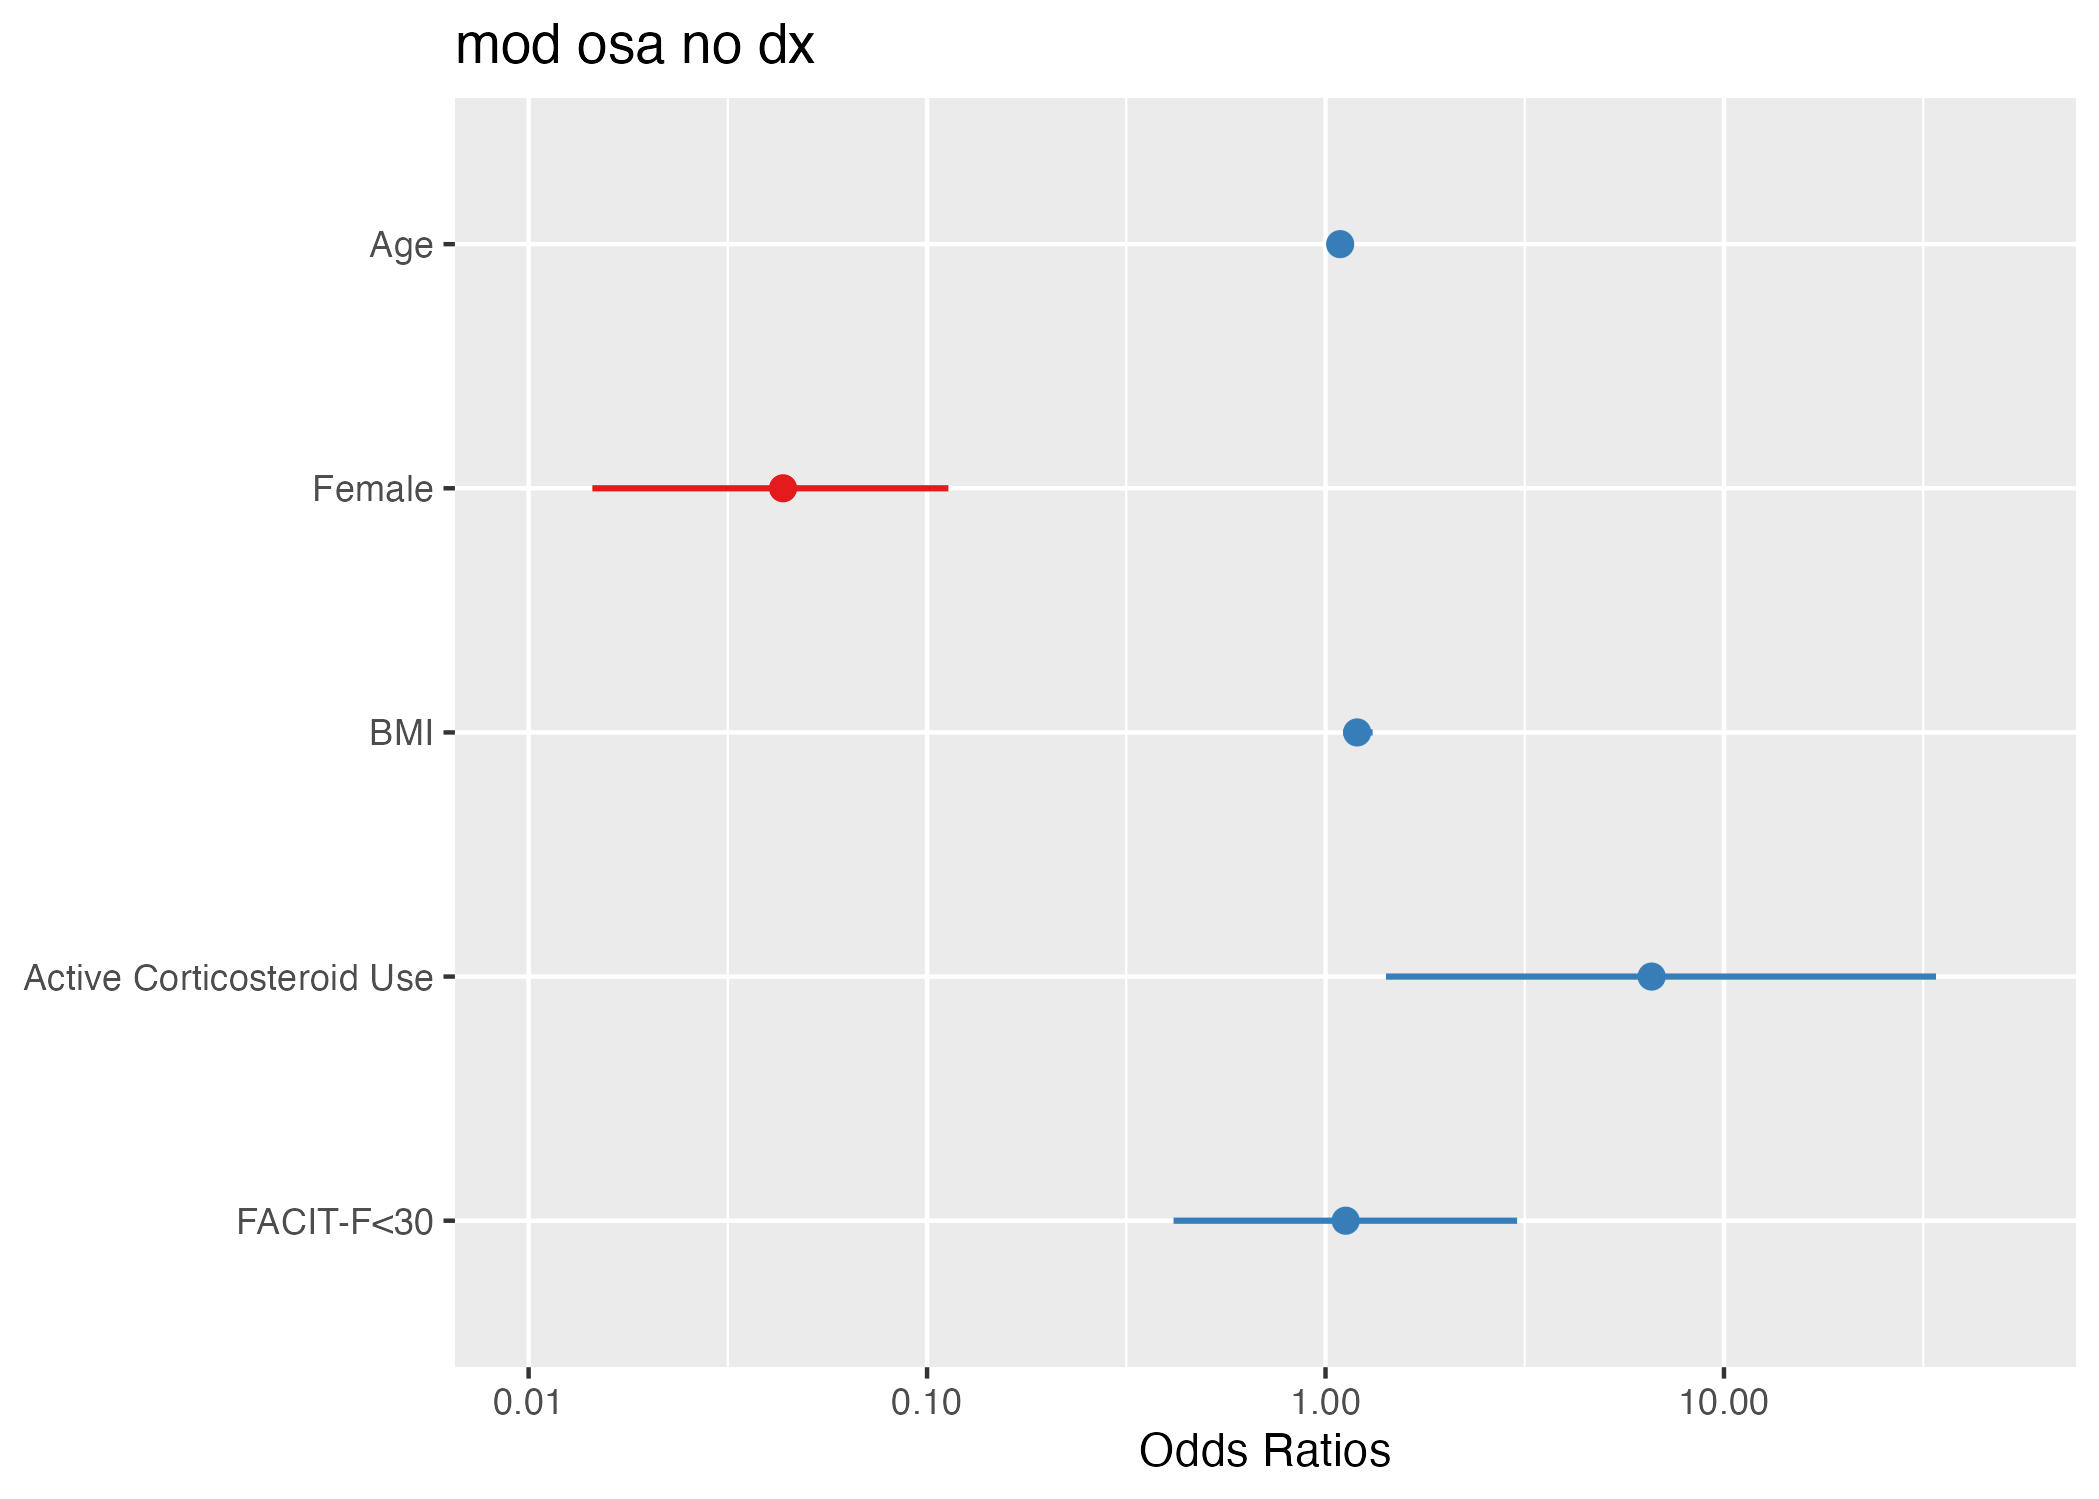 mod osa no dx
Age
Female
BMI
Active Corticosteroid Use
FACIT-F<30
0.01 0.10 1.00 10.00
Odds Ratios